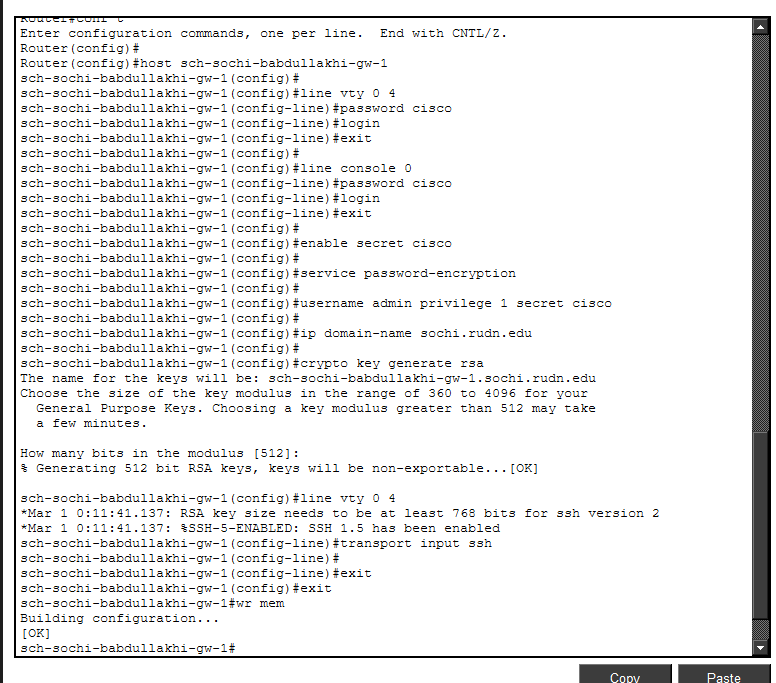 Router#conf t
Enter configuration commands, one per line.  End with CNTL/Z.
Router(config)#
Router(config)#host sch-sochi-babdullakhi-gw-1
sch-sochi-babdullakhi-gw-1(config)#
sch-sochi-babdullakhi-gw-1(config)#line vty 0 4
sch-sochi-babdullakhi-gw-1(config-line)#password cisco
sch-sochi-babdullakhi-gw-1(config-line)#login
sch-sochi-babdullakhi-gw-1(config-line)#exit
sch-sochi-babdullakhi-gw-1(config)#
sch-sochi-babdullakhi-gw-1(config)#line console 0
sch-sochi-babdullakhi-gw-1(config-line)#password cisco
sch-sochi-babdullakhi-gw-1(config-line)#login
sch-sochi-babdullakhi-gw-1(config-line)#exit
sch-sochi-babdullakhi-gw-1(config)#
sch-sochi-babdullakhi-gw-1(config)#enable secret cisco
sch-sochi-babdullakhi-gw-1(config)#
sch-sochi-babdullakhi-gw-1(config)#service password-encryption
sch-sochi-babdullakhi-gw-1(config)#
sch-sochi-babdullakhi-gw-1(config)#username admin privilege 1 secret cisco
sch-sochi-babdullakhi-gw-1(config)#
sch-sochi-babdullakhi-gw-1(config)#ip domain-name sochi.rudn.edu
sch-sochi-babdullakhi-gw-1(config)#
sch-sochi-babdullakhi-gw-1(config)#crypto key generate rsa
The name for the keys will be: sch-sochi-babdullakhi-gw-1.sochi.rudn.edu
Choose the size of the key modulus in the range of 360 to 4096 for your
  General Purpose Keys. Choosing a key modulus greater than 512 may take
  a few minutes.
How many bits in the modulus [512]:
% Generating 512 bit RSA keys, keys will be non-exportable...[OK]
sch-sochi-babdullakhi-gw-1(config)#line vty 0 4
*Mar 1 0:11:41.137: RSA key size needs to be at least 768 bits for ssh version 2
*Mar 1 0:11:41.137: %SSH-5-ENABLED: SSH 1.5 has been enabled
sch-sochi-babdullakhi-gw-1(config-line)#transport input ssh
sch-sochi-babdullakhi-gw-1(config-line)#
sch-sochi-babdullakhi-gw-1(config-line)#exit
sch-sochi-babdullakhi-gw-1(config)#exit
sch-sochi-babdullakhi-gw-1#wr mem
Building configuration...
[OK]
sch-sochi-babdullakhi-gw-1#
Copy Paste